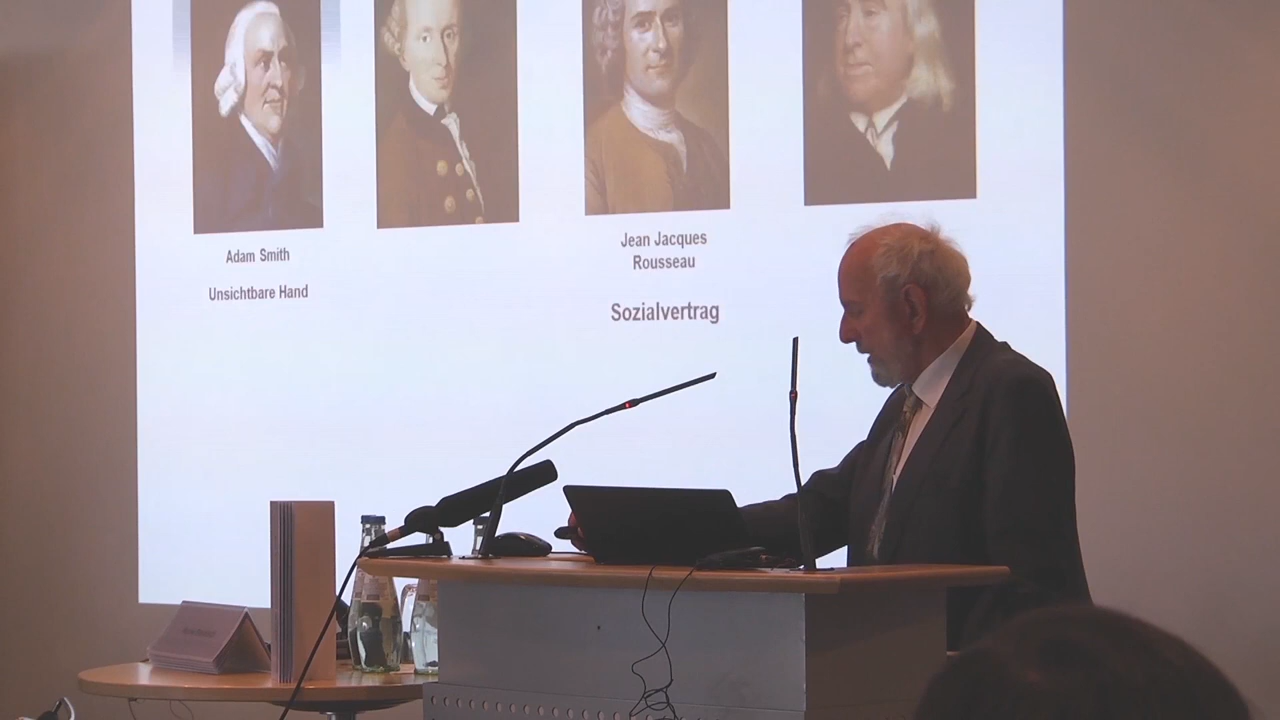 Adam Smith
Unsichtbare Hand
Jean Jacques
Rousseau
Sozialvertrag